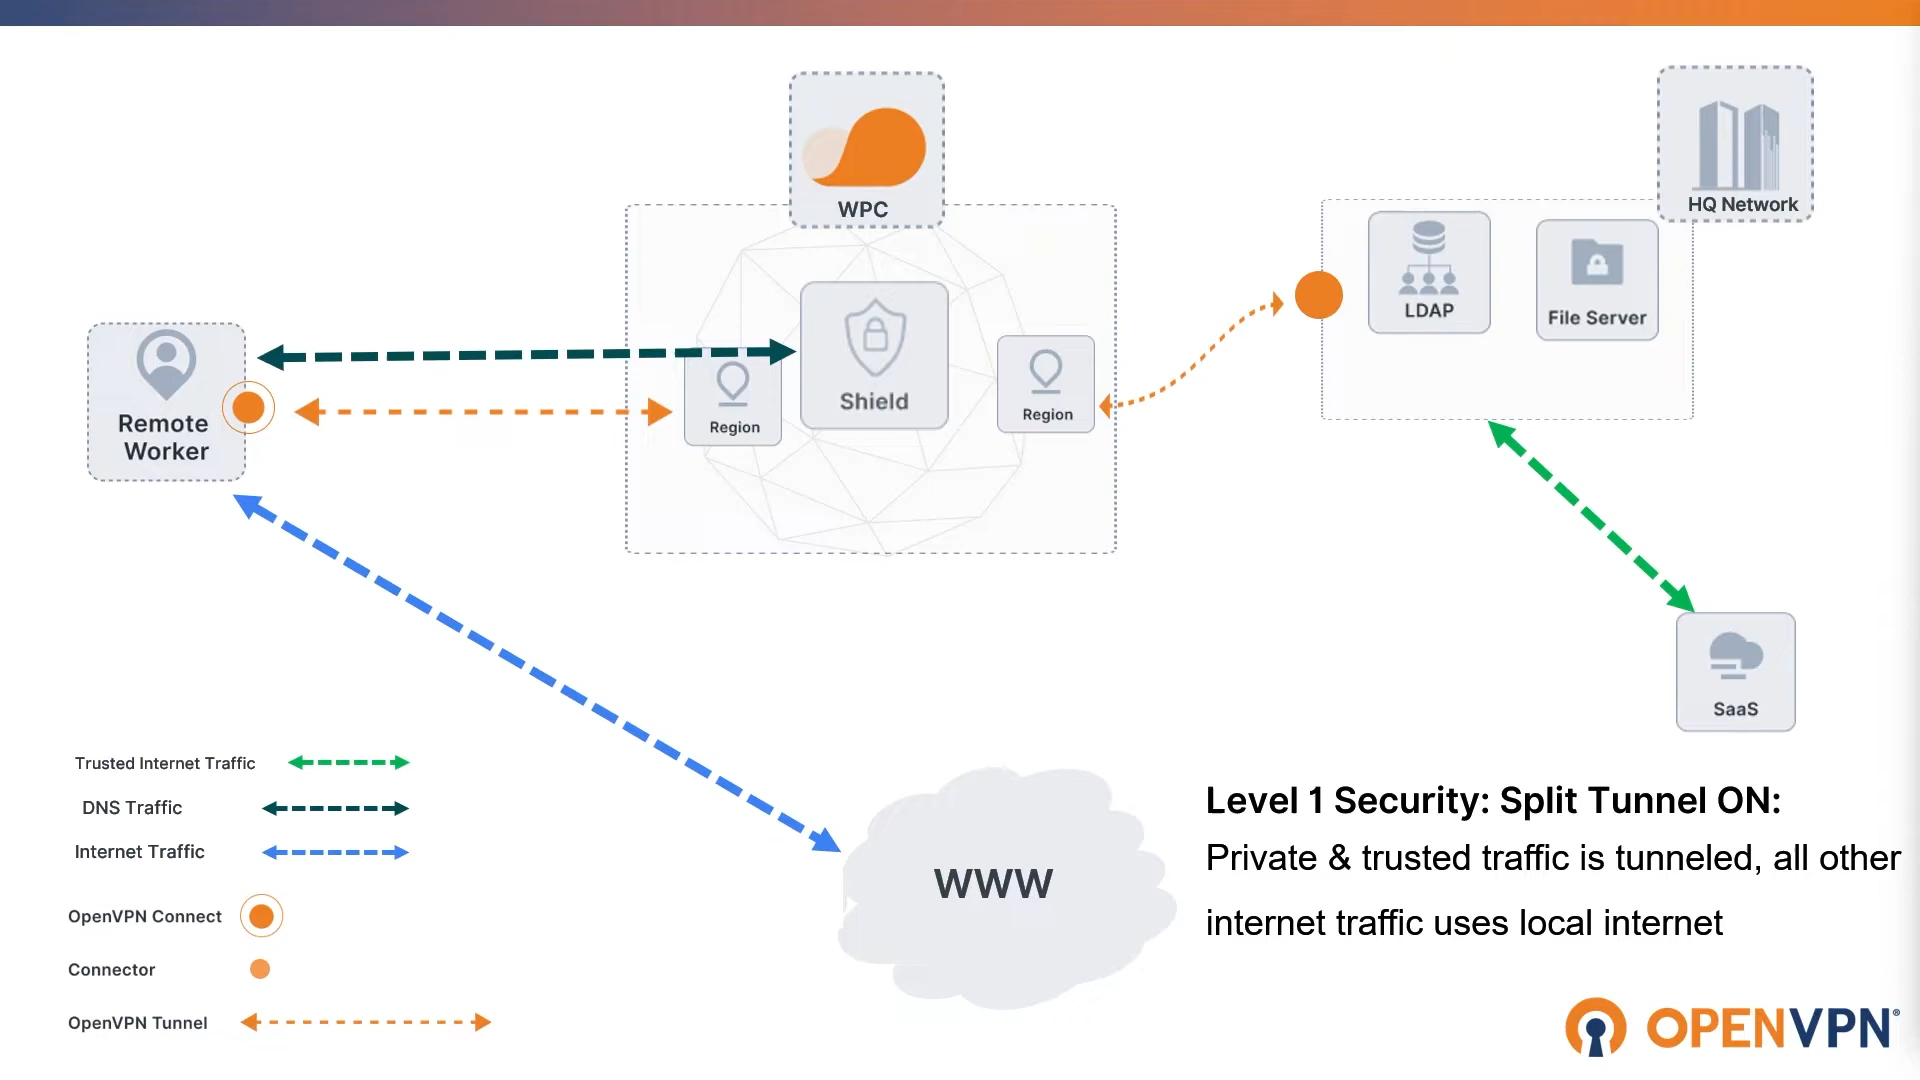 WPC
HQ Network
LDAP
File Server
Shield
Region
Region
Remote
Worker
SaaS
Trusted Internet Traffic
DNS Traffic
Internet Traffic
OpenVPN Connect
Connector
OpenVPN Tunnel
WWW
Level 1 Security: Split Tunnel ON:
Private & trusted traffic is tunneled, all other
internet traffic uses local internet
OPENVPN®